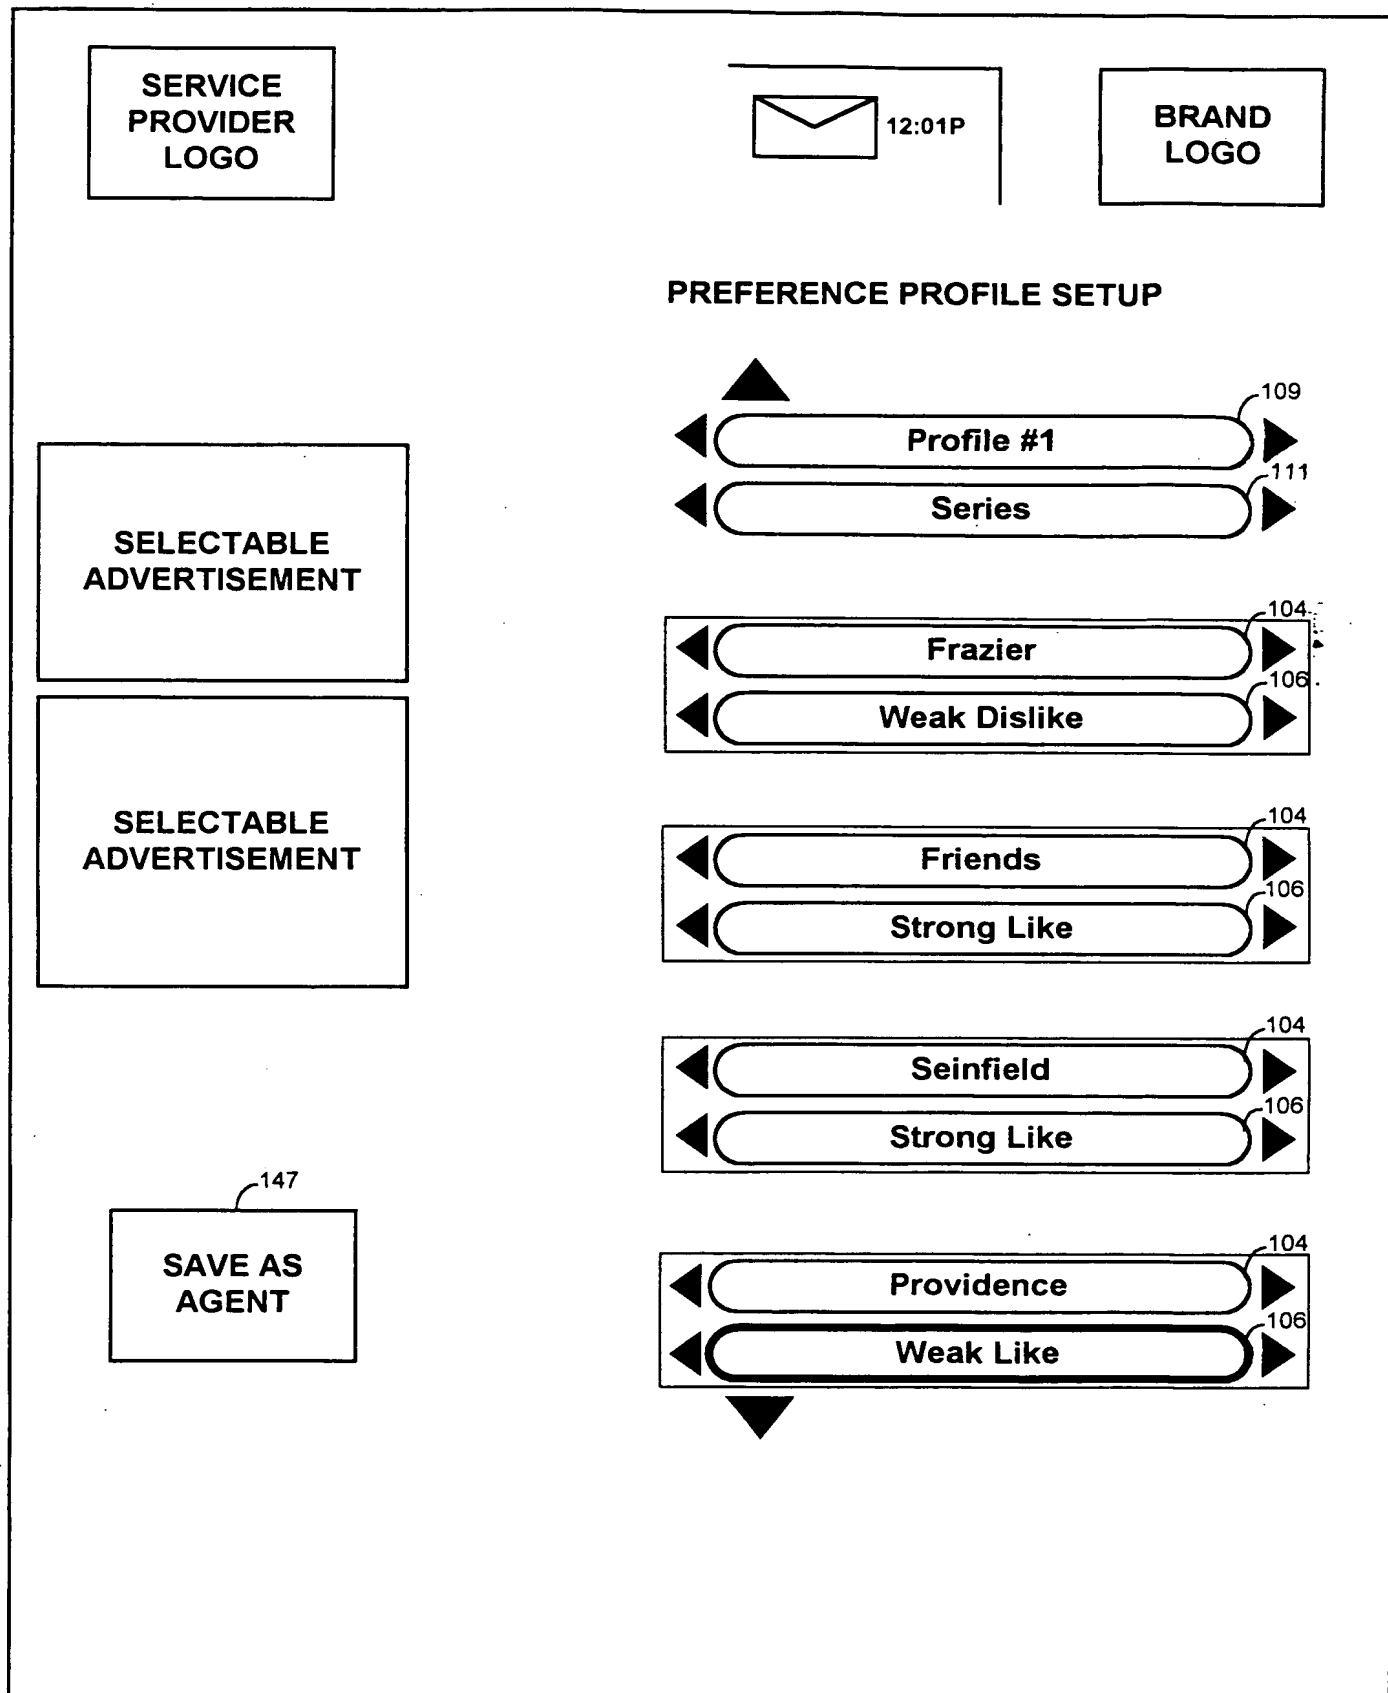 SERVICE
PROVIDER
LOGO
12:01P
BRAND
LOGO
PREFERENCE PROFILE SETUP
109
Profile #1
111
Series
SELECTABLE
ADVERTISEMENT
104
Frazier
106
Weak Dislike
SELECTABLE
ADVERTISEMENT
104
Friends
106
Strong Like
104
Seinfield
106
Strong Like
147
SAVE AS
AGENT
104
Providence
106
Weak Like